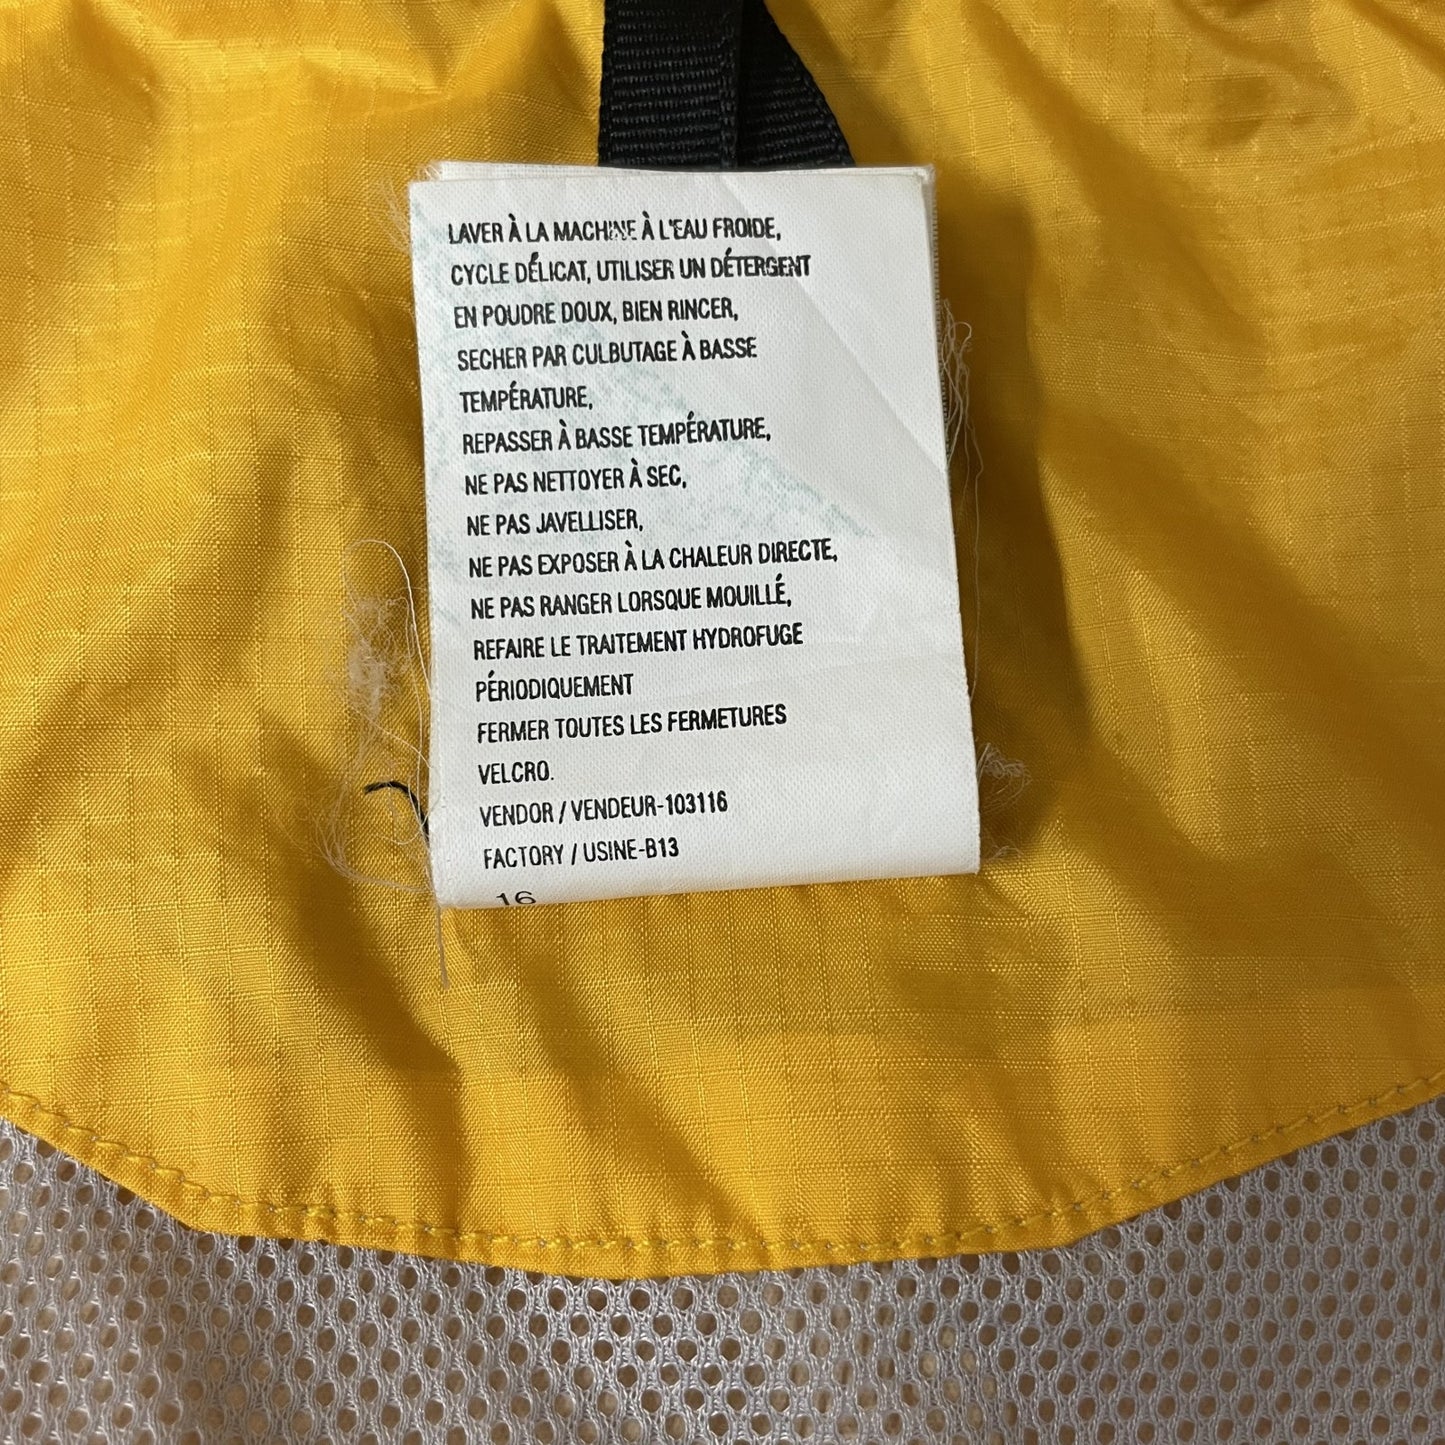 LAVER À LA MACHINE À L'EAU FROIDE,
CYCLE DÉLICAT, UTILISER UN DÉTERGENT
EN POUDRE DOUX, BIEN RINCER,
SECHER PAR CULBUTAGE À BASSE
TEMPÉRATURE,
REPASSER À BASSE TEMPÉRATURE,
NE PAS NETTOYER À SEC,
NE PAS JAVELLISER,
NE PAS EXPOSER À LA CHALEUR DIRECTE,
NE PAS RANGER LORSQUE MOUILLÉ,
REFAIRE LE TRAITEMENT HYDROFUGE
PÉRIODIQUEMENT
FERMER TOUTES LES FERMETURES
VELCRO.
VENDOR / VENDEUR-103116
FACTORY / USINE-B13
16